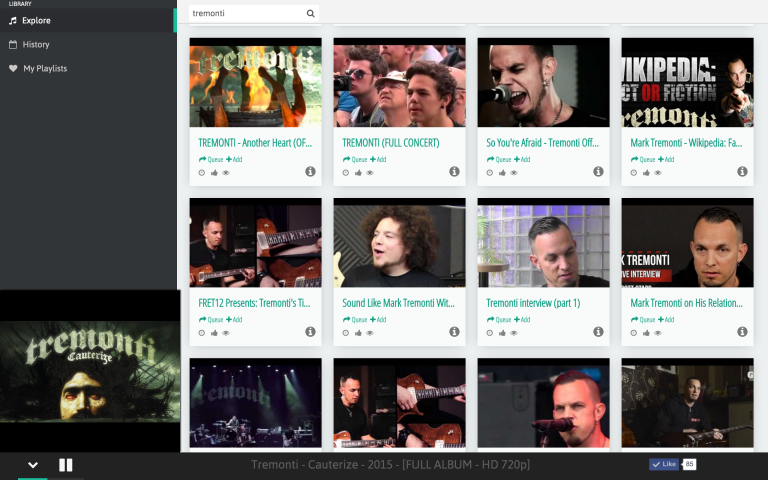 LIBRARY
Explore
History
My Playlists
tremonti
tremonti
TREMONTI - Another Heart (OF...
Queue Add
TREMONTI (FULL CONCERT)
Queue Add
So You're Afraid - Tremonti Off...
Queue Add
WIKIPEDIA:
CT OR FICTION
tremonti
Mark Tremonti - Wikipedia: Fa...
Queue Add
FRET12 Presents: Tremonti's Ti...
Queue Add
Sound Like Mark Tremonti Wit...
Queue Add
Tremonti interview (part 1)
Queue Add
K TREMONTI
VE INTERVIEW
Mark Tremonti on His Relation...
Queue Add
tremonti
Cauterize
tremonti
Tremonti - Cauterize - 2015 - [FULL ALBUM - HD 720p]
Like 85